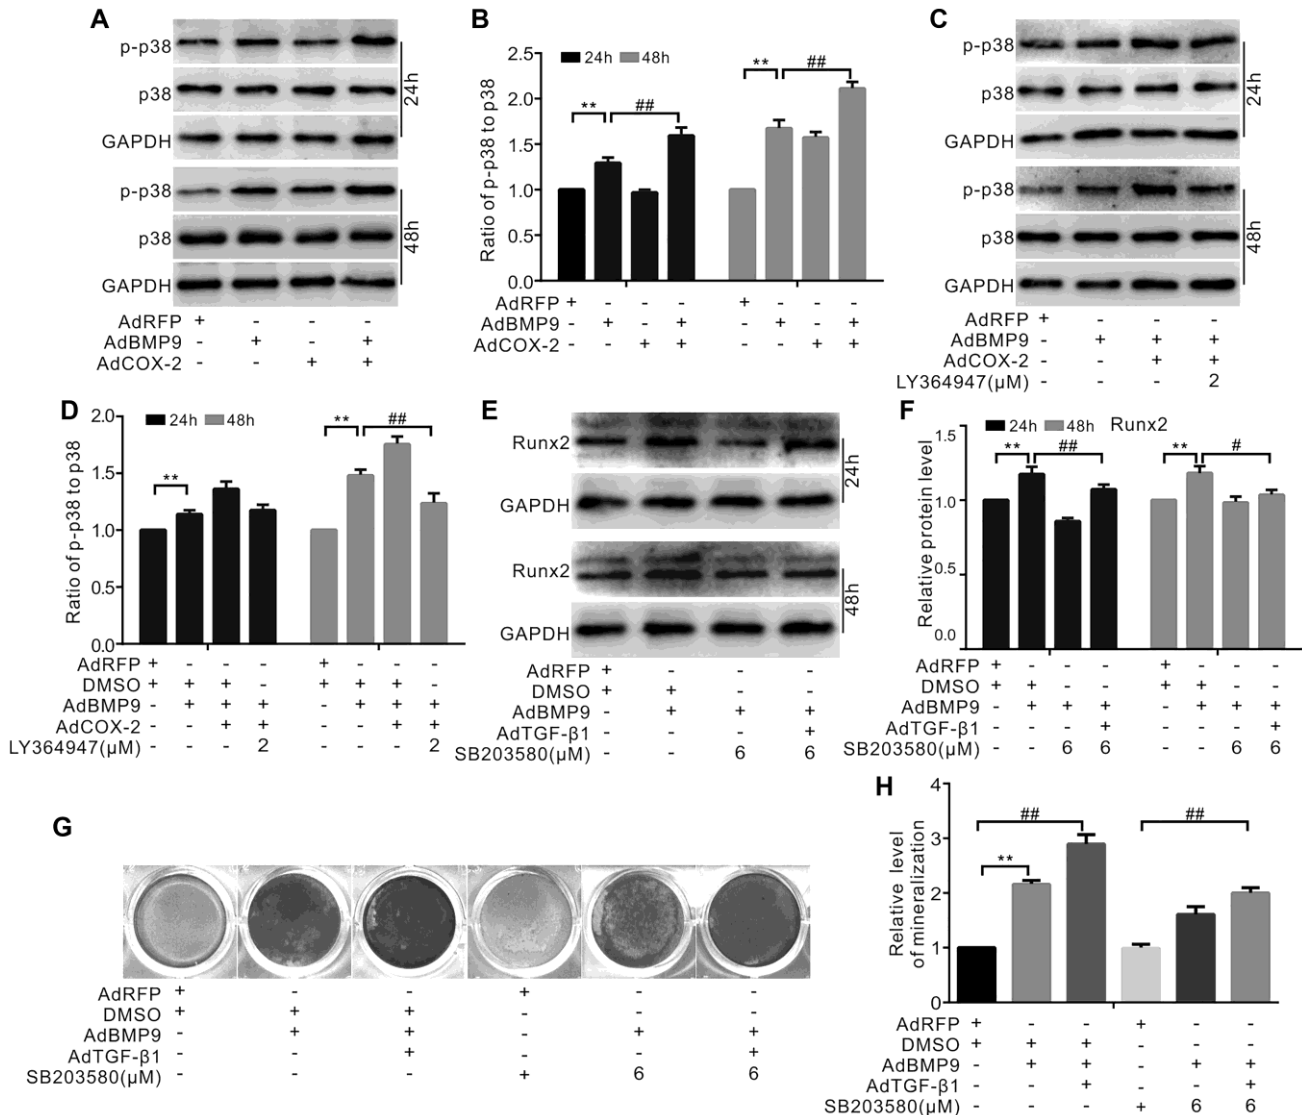 A
p-p38
p38
GAPDH
24h
p-p38
p38
GAPDH
48h
AdRFP + - - -
AdBMP9 - + - +
AdCOX-2 - - + +
B
Ratio of p-p38 to p38
2.5
2.0
1.5
1.0
0.5
0.0
24h 48h
** ## ** ##
AdRFP + - - - + - - -
AdBMP9 - + - + - + - +
AdCOX-2 - - + + - - + +
C
p-p38
p38
GAPDH
24h
p-p38
p38
GAPDH
48h
AdRFP + - - -
AdBMP9 - + + +
AdCOX-2 - - + +
LY364947(μM) - - - 2
D
Ratio of p-p38 to p38
2.0
1.5
1.0
0.5
0.0
24h 48h
** ** ##
AdRFP + - - - + - - -
DMSO + + + - + + + -
AdBMP9 - + + + - + + +
AdCOX-2 - - + + - - + +
LY364947(μM) - - - 2 - - - 2
E
Runx2
GAPDH
24h
Runx2
GAPDH
48h
AdRFP + - - -
DMSO + + - -
AdBMP9 - + + +
AdTGF-β1 - - - +
SB203580(μM) - - 6 6
F
Relative protein level
1.5
1.0
0.5
0.0
24h 48h Runx2
** ## ** #
AdRFP + - - - + - - -
DMSO + + - - + + - -
AdBMP9 - + + + - + + +
AdTGF-β1 - - - + - - - +
SB203580(μM) - - 6 6 - - 6 6
G
AdRFP + - - + - -
DMSO + + + - - -
AdBMP9 - + + - + +
AdTGF-β1 - - + - - +
SB203580(μM) - - - + 6 6
H
Relative level
of mineralization
4
3
2
1
0
## ** ##
AdRFP + - - + - -
DMSO + + + - - -
AdBMP9 - + + - + +
AdTGF-β1 - - + - - +
SB203580(μM) - - - + 6 6